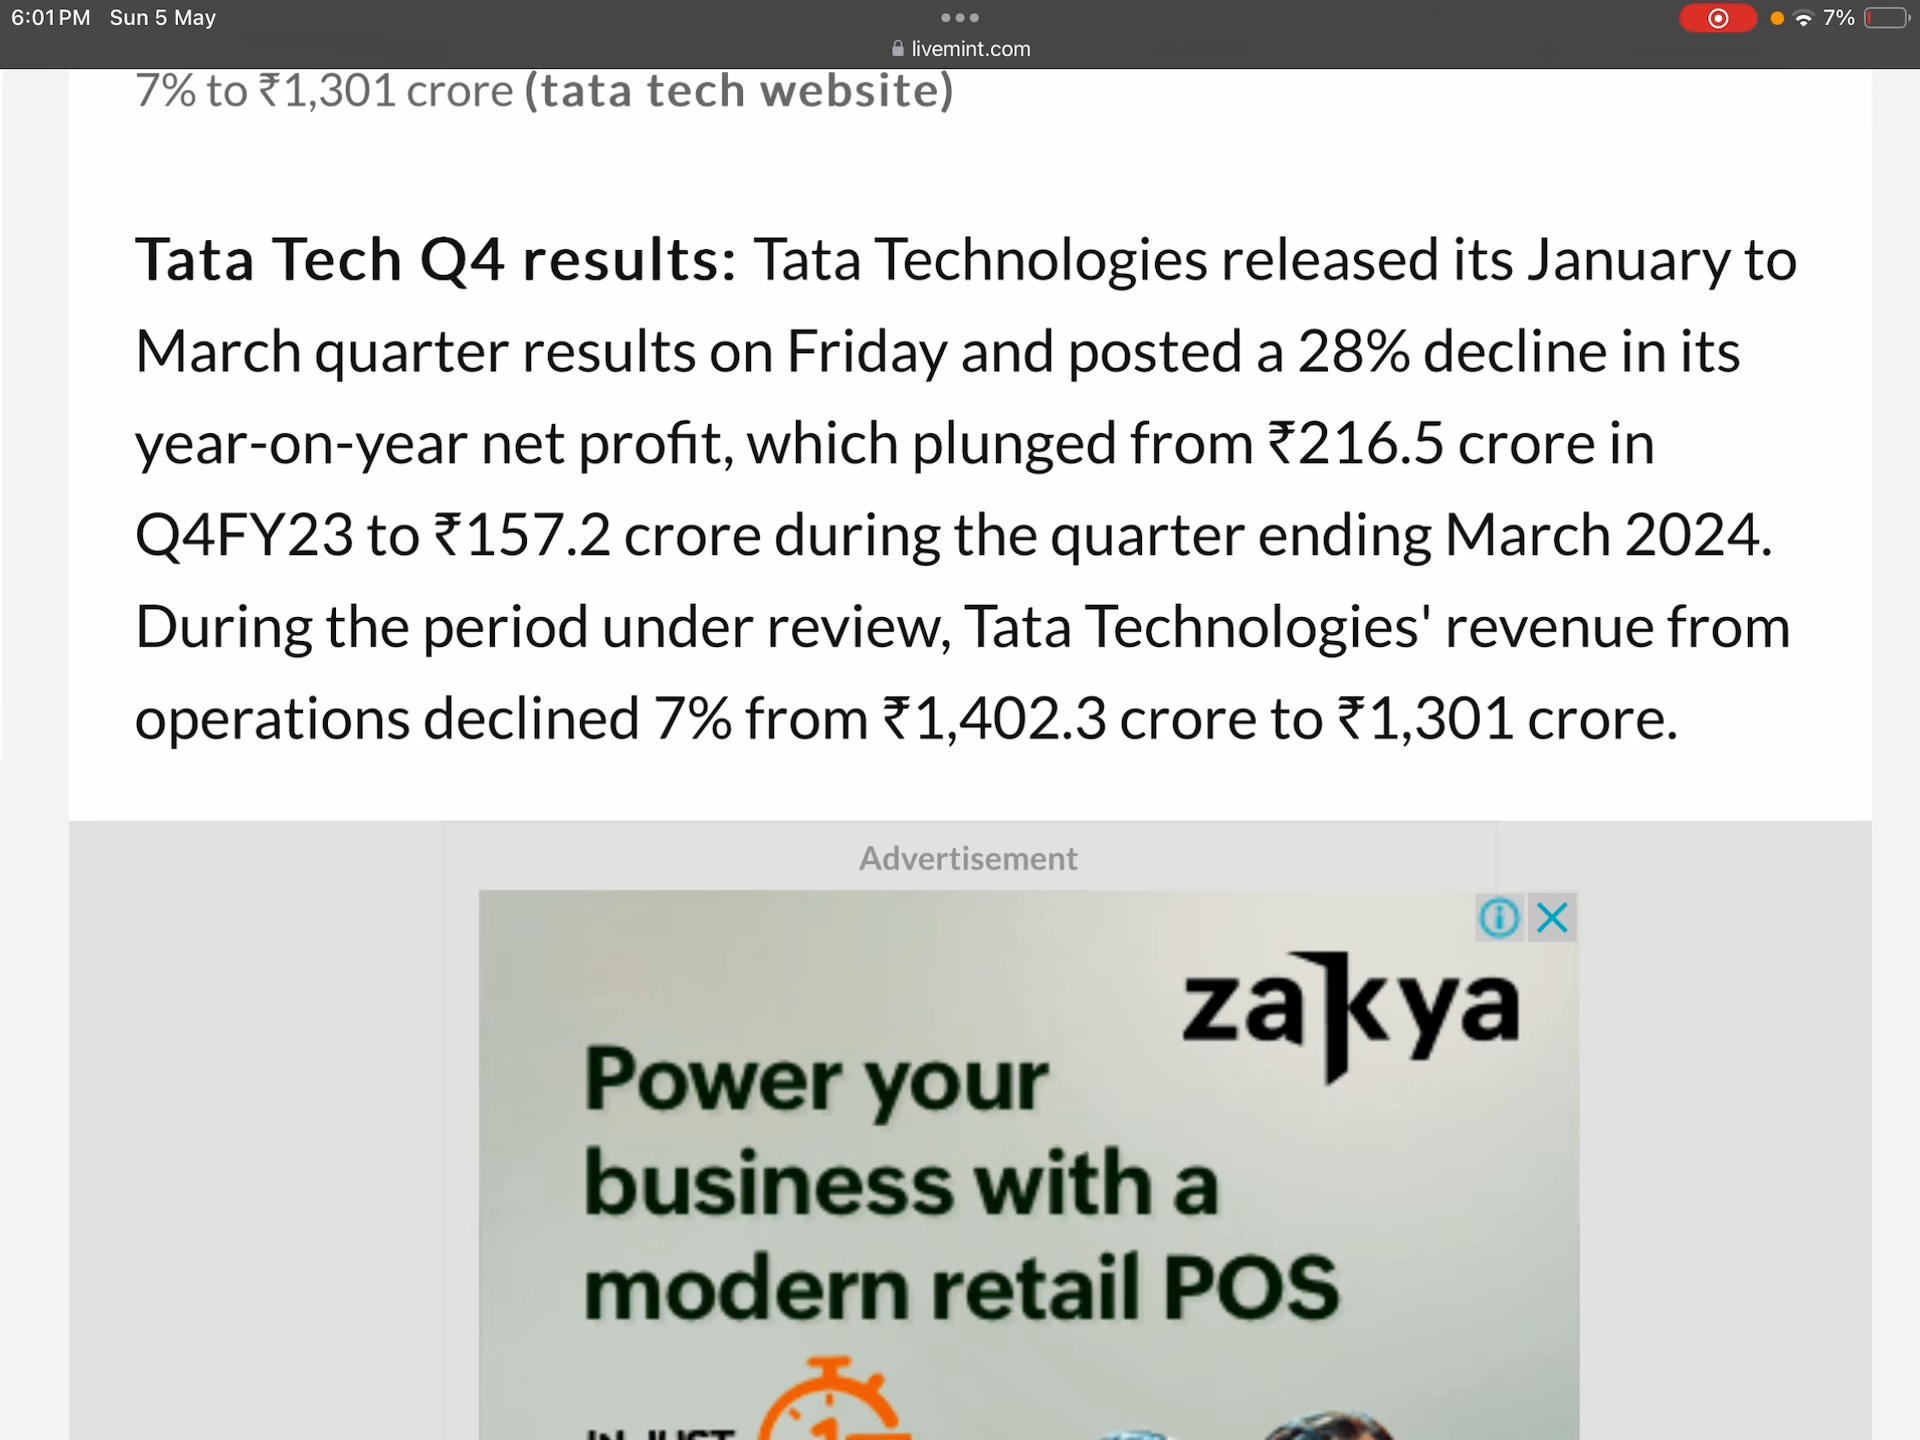 6:01 PM Sun 5 May
7%
livemint.com
7% to ₹1,301 crore (tata tech website)
Tata Tech Q4 results: Tata Technologies released its January to
March quarter results on Friday and posted a 28% decline in its
year-on-year net profit, which plunged from ₹216.5 crore in
Q4FY23 to ₹157.2 crore during the quarter ending March 2024.
During the period under review, Tata Technologies' revenue from
operations declined 7% from ₹1,402.3 crore to ₹1,301 crore.
Advertisement
zakya
Power your
business with a
modern retail POS
IN JUST 1